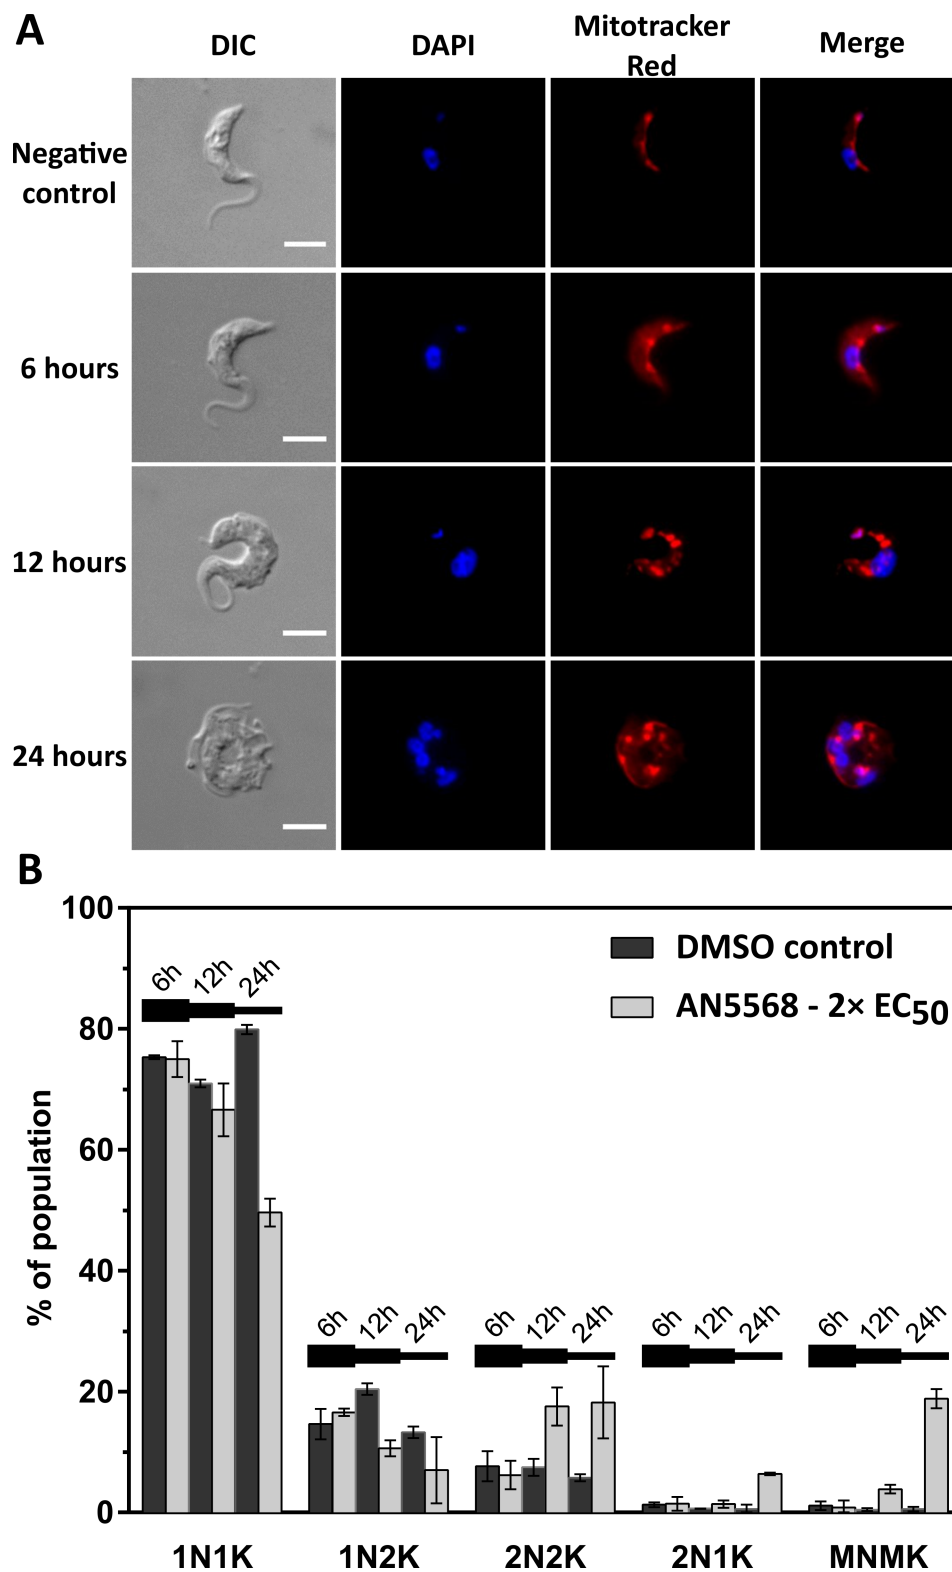 A
DIC
DAPI
Mitotracker
Red
Merge
Negative
control
6 hours
12 hours
24 hours
B
100
80
60
40
20
0
% of population
DMSO control
AN5568 - 2× EC50
6h 12h 24h
6h 12h 24h
6h 12h 24h
6h 12h 24h
6h 12h 24h
1N1K
1N2K
2N2K
2N1K
MNMK